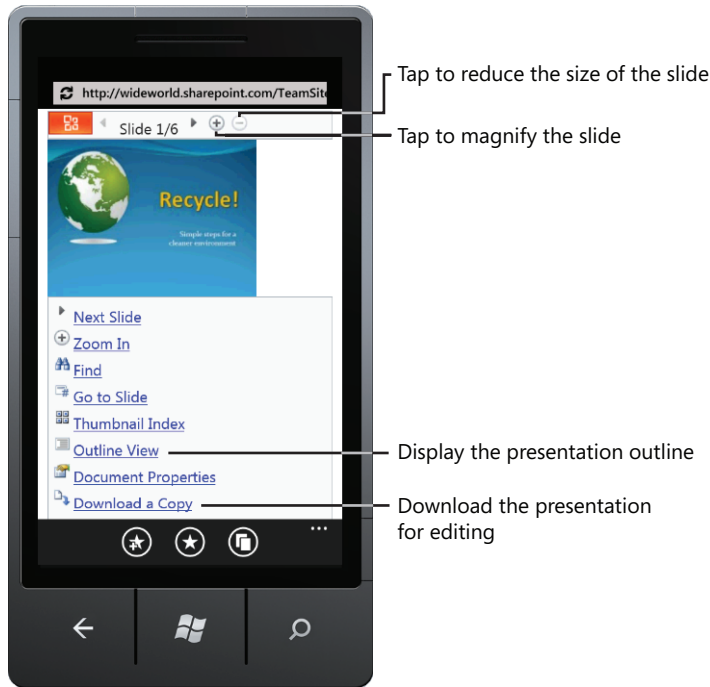 Tap to reduce the size of the slide
http://wideworld.sharepoint.com/TeamSite
Slide 1/6
Tap to magnify the slide
Recycle!
Simple steps for a
cleaner environment
Next Slide
Zoom In
Find
Go to Slide
Thumbnail Index
Outline View
Display the presentation outline
Document Properties
Download a Copy
Download the presentation
for editing